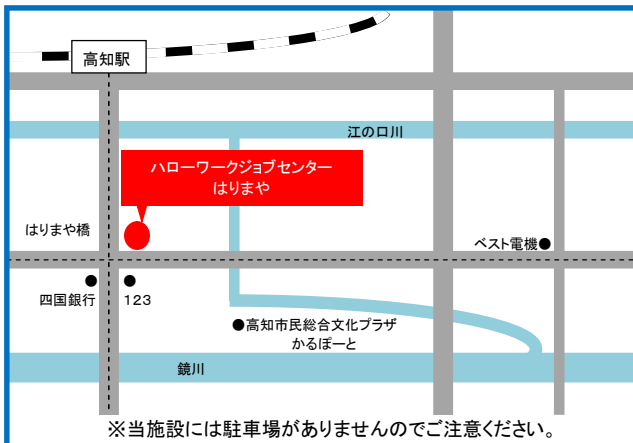 高知駅
江の口川
ハローワークジョブセンター
はりまや
はりまや橋
ベスト電機●
四国銀行
123
●高知市民総合文化プラザ
かるぽーと
鏡川
※当施設には駐車場がありませんのでご注意ください。